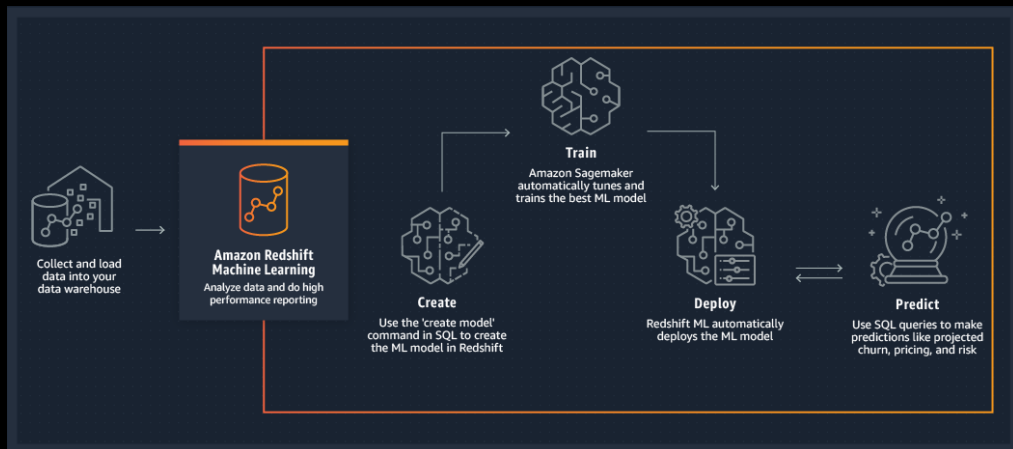 Collect and load
data into your
data warehouse
Amazon Redshift
Machine Learning
Analyze data and do high
performance reporting
Create
Use the 'create model'
command in SQL to create
the ML model in Redshift
Train
Amazon Sagemaker
automatically tunes and
trains the best ML model
Deploy
Redshift ML automatically
deploys the ML model
Predict
Use SQL queries to make
predictions like projected
churn, pricing, and risk